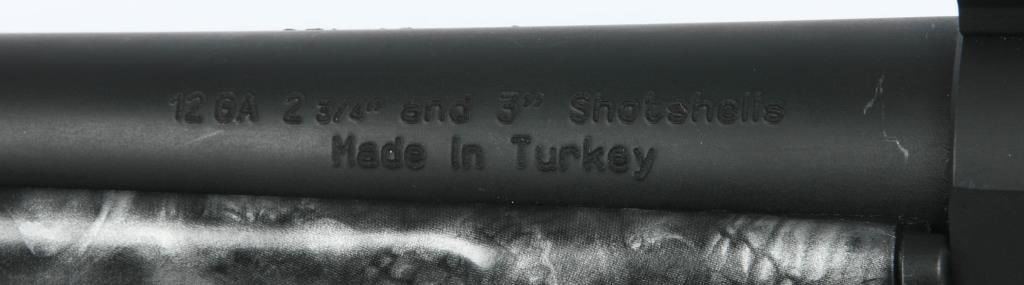 12 GA 2 3/4" and 3" Shotshells
Made In Turkey